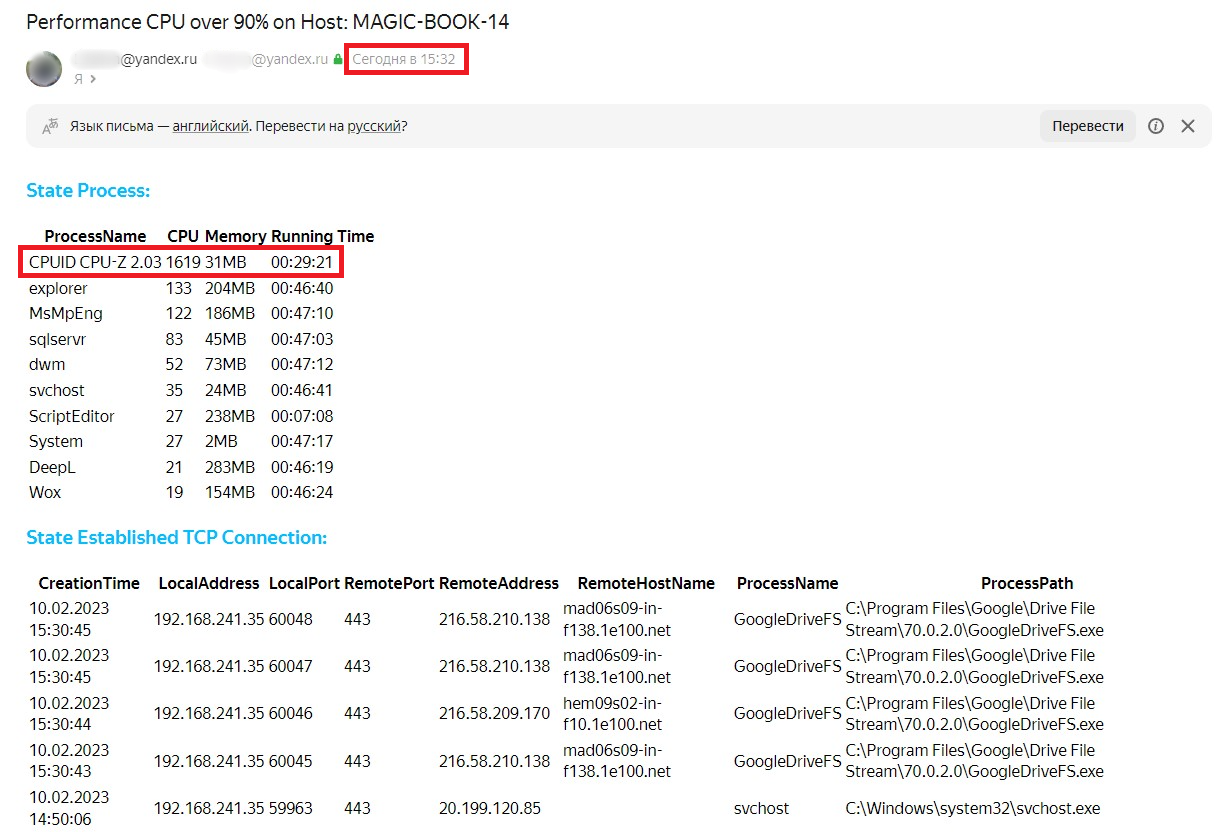 Performance CPU over 90% on Host: MAGIC-BOOK-14
@yandex.ru @yandex.ru Сегодня в 15:32
Я >
Язык письма — английский. Перевести на русский? Перевести
State Process:
ProcessName CPU Memory Running Time
CPUID CPU-Z 2.03 1619 31MB 00:29:21
explorer 133 204MB 00:46:40
MsMpEng 122 186MB 00:47:10
sqlservr 83 45MB 00:47:03
dwm 52 73MB 00:47:12
svchost 35 24MB 00:46:41
ScriptEditor 27 238MB 00:07:08
System 27 2MB 00:47:17
DeepL 21 283MB 00:46:19
Wox 19 154MB 00:46:24
State Established TCP Connection:
CreationTime LocalAddress LocalPort RemotePort RemoteAddress RemoteHostName ProcessName ProcessPath
10.02.2023 mad06s09-in- C:\Program Files\Google\Drive File
192.168.241.35 60048 443 216.58.210.138 GoogleDriveFS
15:30:45 f138.1e100.net Stream\70.0.2.0\GoogleDriveFS.exe
10.02.2023 mad06s09-in- C:\Program Files\Google\Drive File
192.168.241.35 60047 443 216.58.210.138 GoogleDriveFS
15:30:45 f138.1e100.net Stream\70.0.2.0\GoogleDriveFS.exe
10.02.2023 hem09s02-in- C:\Program Files\Google\Drive File
192.168.241.35 60046 443 216.58.209.170 GoogleDriveFS
15:30:44 f10.1e100.net Stream\70.0.2.0\GoogleDriveFS.exe
10.02.2023 mad06s09-in- C:\Program Files\Google\Drive File
192.168.241.35 60045 443 216.58.210.138 GoogleDriveFS
15:30:43 f138.1e100.net Stream\70.0.2.0\GoogleDriveFS.exe
10.02.2023
192.168.241.35 59963 443 20.199.120.85 svchost C:\Windows\system32\svchost.exe
14:50:06